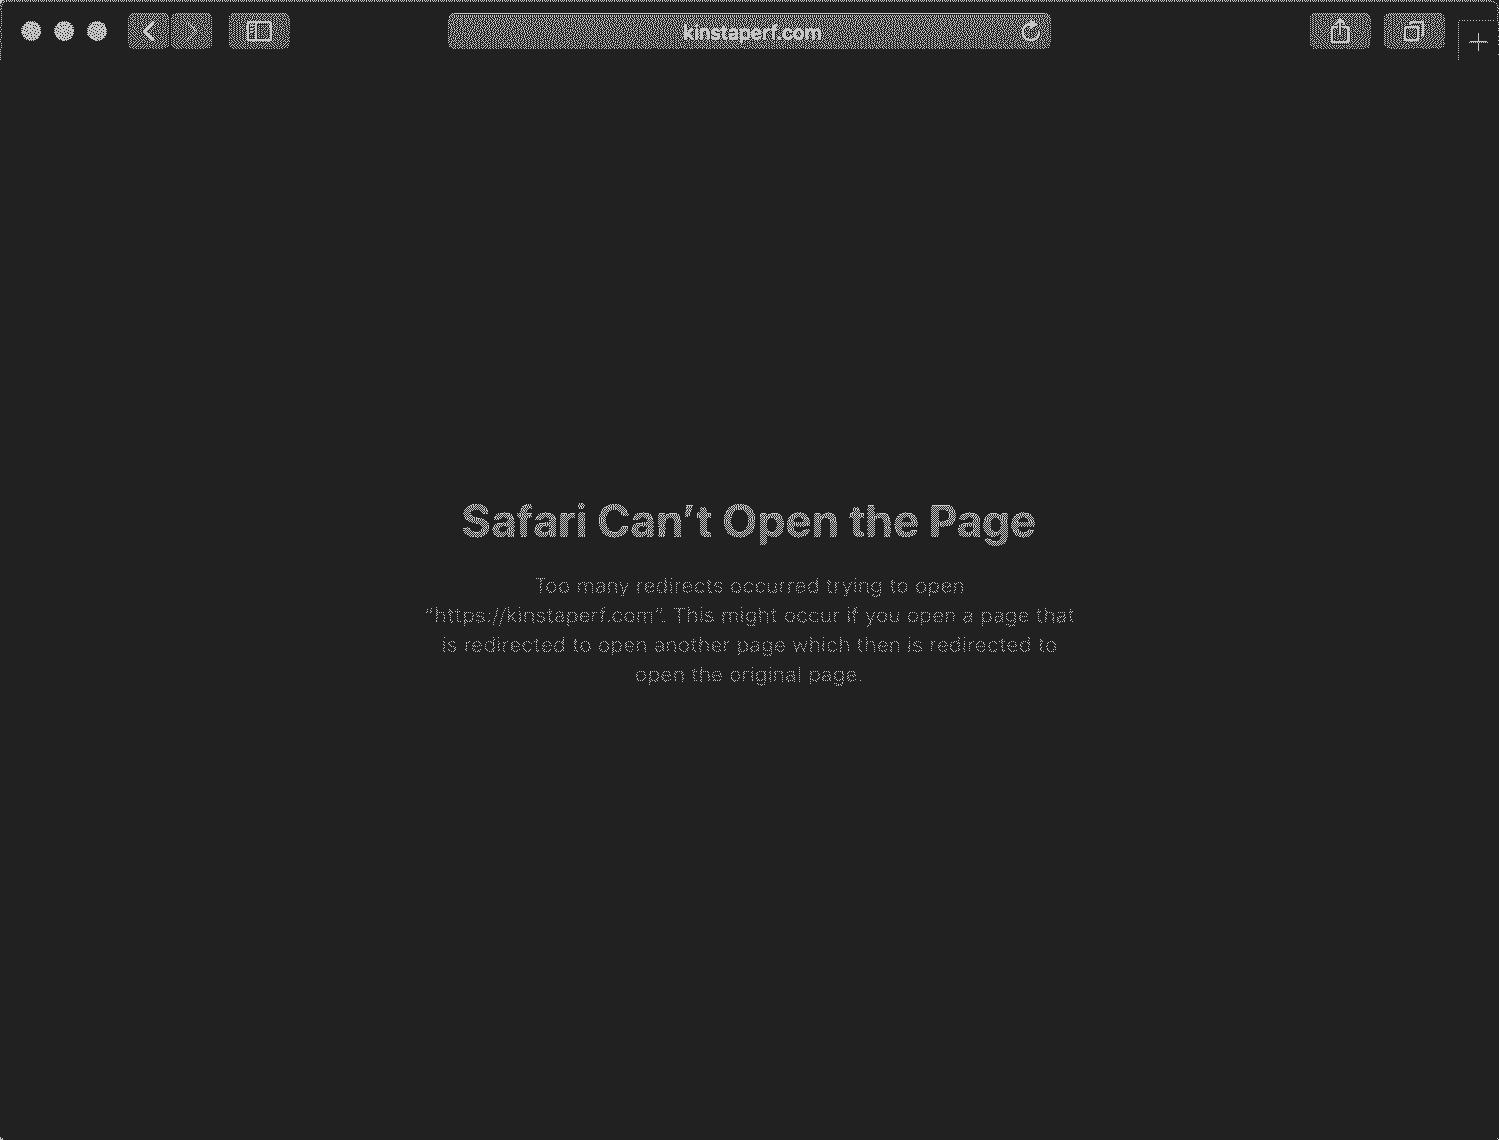 kinstaperf.com
Safari Can’t Open the Page
Too many redirects occurred trying to open
“https://kinstaperf.com”. This might occur if you open a page that
is redirected to open another page which then is redirected to
open the original page.